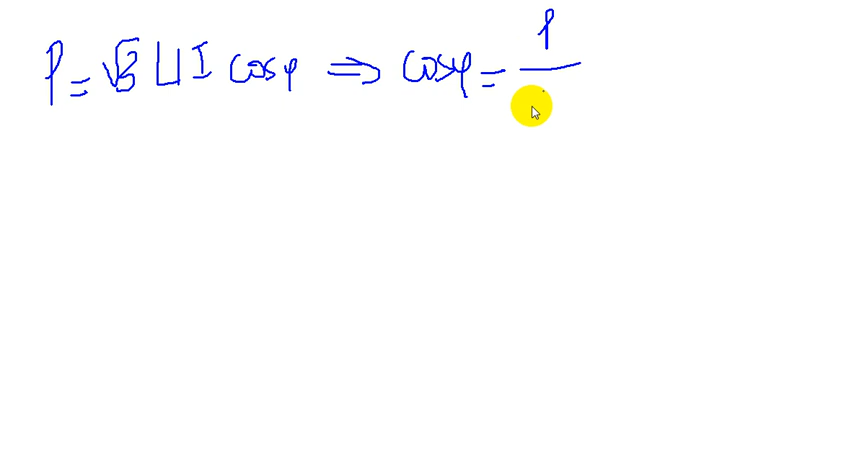 P = √3 U I cosφ ⟹ cosφ = P/